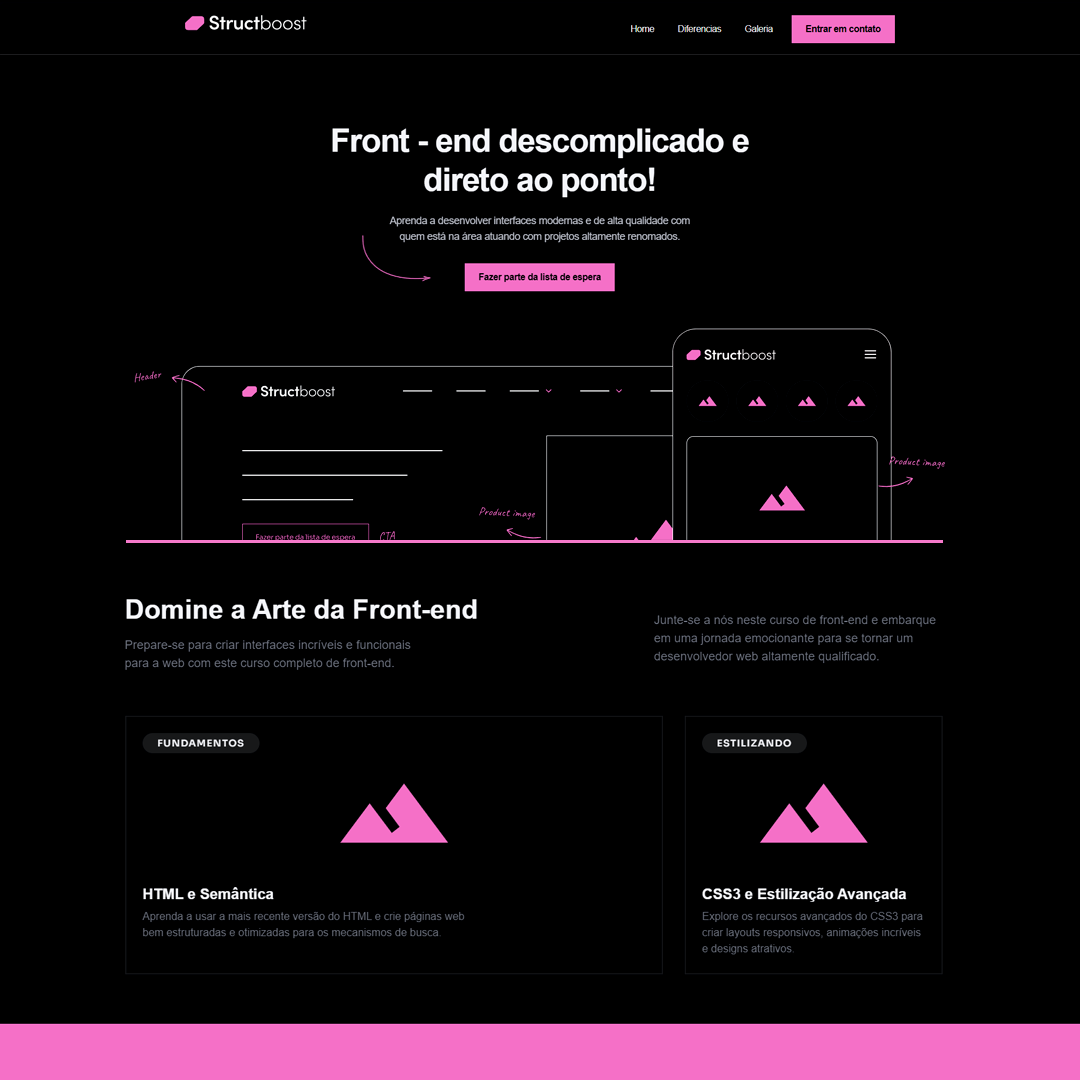 Structboost
Home
Diferencias
Galeria
Entrar em contato
Front - end descomplicado e
direto ao ponto!
Aprenda a desenvolver interfaces modernas e de alta qualidade com
quem está na área atuando com projetos altamente renomados.
Fazer parte da lista de espera
Header
Structboost
Structboost
Product image
Product image
Fazer parte da lista de espera
CTA
Domine a Arte da Front-end
Prepare-se para criar interfaces incríveis e funcionais
para a web com este curso completo de front-end.
Junte-se a nós neste curso de front-end e embarque
em uma jornada emocionante para se tornar um
desenvolvedor web altamente qualificado.
FUNDAMENTOS
HTML e Semântica
Aprenda a usar a mais recente versão do HTML e crie páginas web
bem estruturadas e otimizadas para os mecanismos de busca.
ESTILIZANDO
CSS3 e Estilização Avançada
Explore os recursos avançados do CSS3 para
criar layouts responsivos, animações incríveis
e designs atrativos.